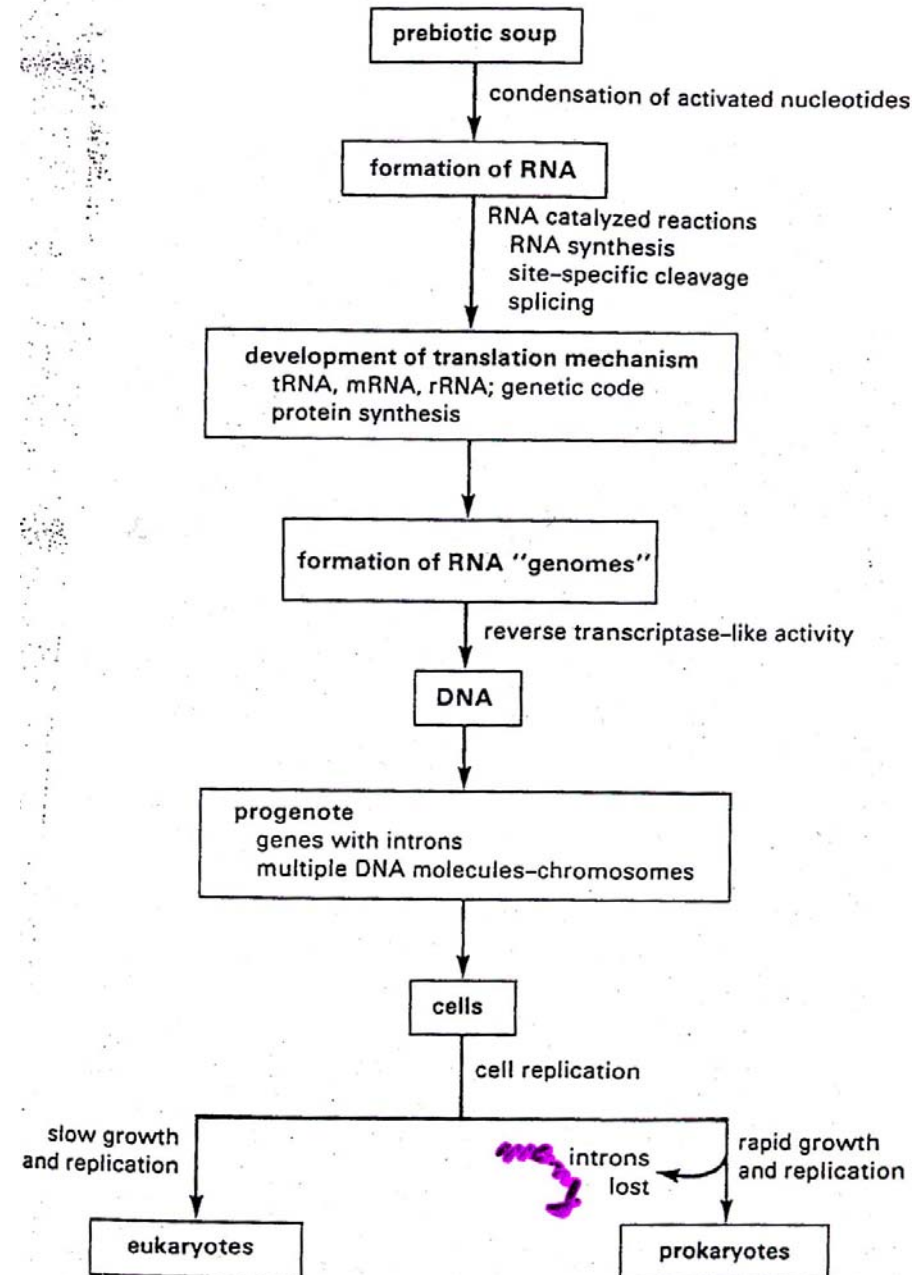 prebiotic soup
condensation of activated nucleotides
formation of RNA
RNA catalyzed reactions
RNA synthesis
site-specific cleavage
splicing
development of translation mechanism
tRNA, mRNA, rRNA; genetic code
protein synthesis
formation of RNA "genomes"
reverse transcriptase-like activity
DNA
progenote
genes with introns
multiple DNA molecules-chromosomes
cells
cell replication
slow growth
and replication
introns
lost
rapid growth
and replication
eukaryotes
prokaryotes